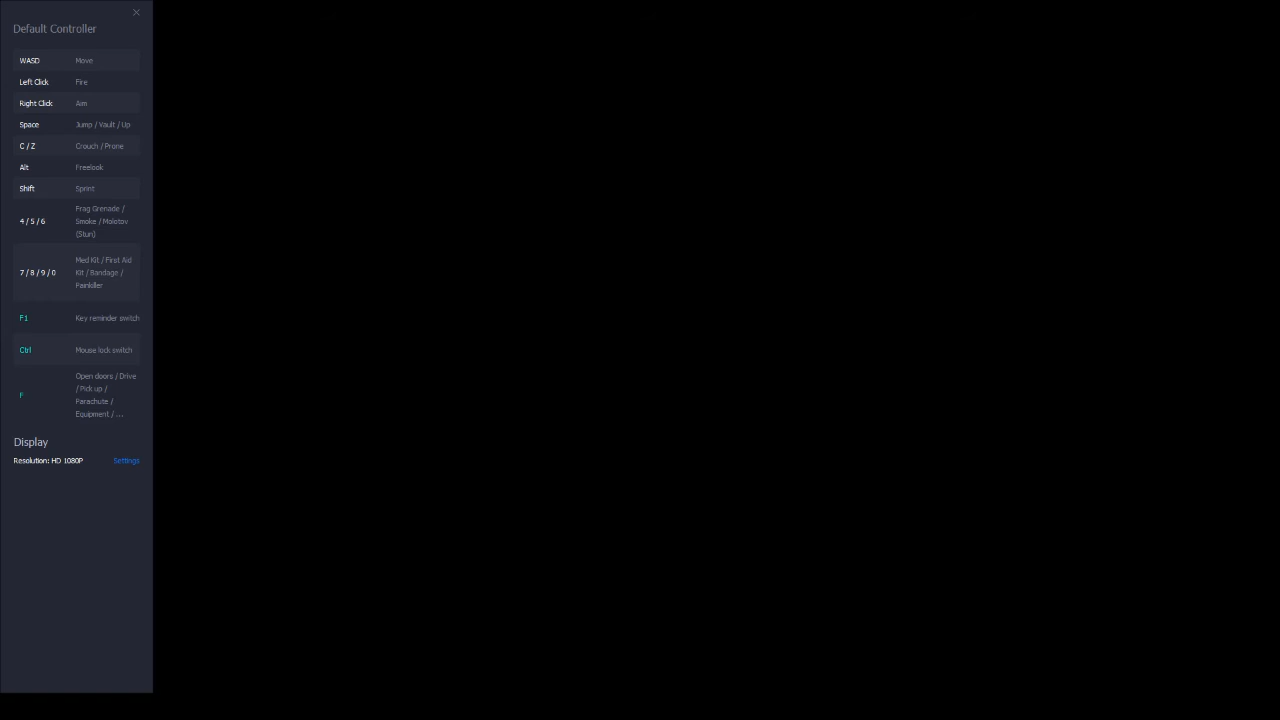 Default Controller
WASD Move
Left Click Fire
Right Click Aim
Space Jump / Vault / Up
C / Z Crouch / Prone
Alt Freelook
Shift Sprint
4 / 5 / 6 Frag Grenade /
Smoke / Molotov
(Stun)
7 / 8 / 9 / 0 Med Kit / First Aid
Kit / Bandage /
Painkiller
F1 Key reminder switch
Ctrl Mouse lock switch
F Open doors / Drive
/ Pick up /
Parachute /
Equipment / ...
Display
Resolution: HD 1080P Settings